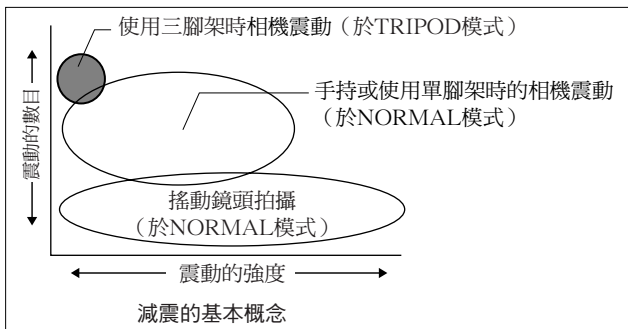 使用三腳架時相機震動（於TRIPOD模式）
手持或使用單腳架時的相機震動
（於NORMAL模式）
震動的數目
搖動鏡頭拍攝
（於NORMAL模式）
震動的強度
減震的基本概念